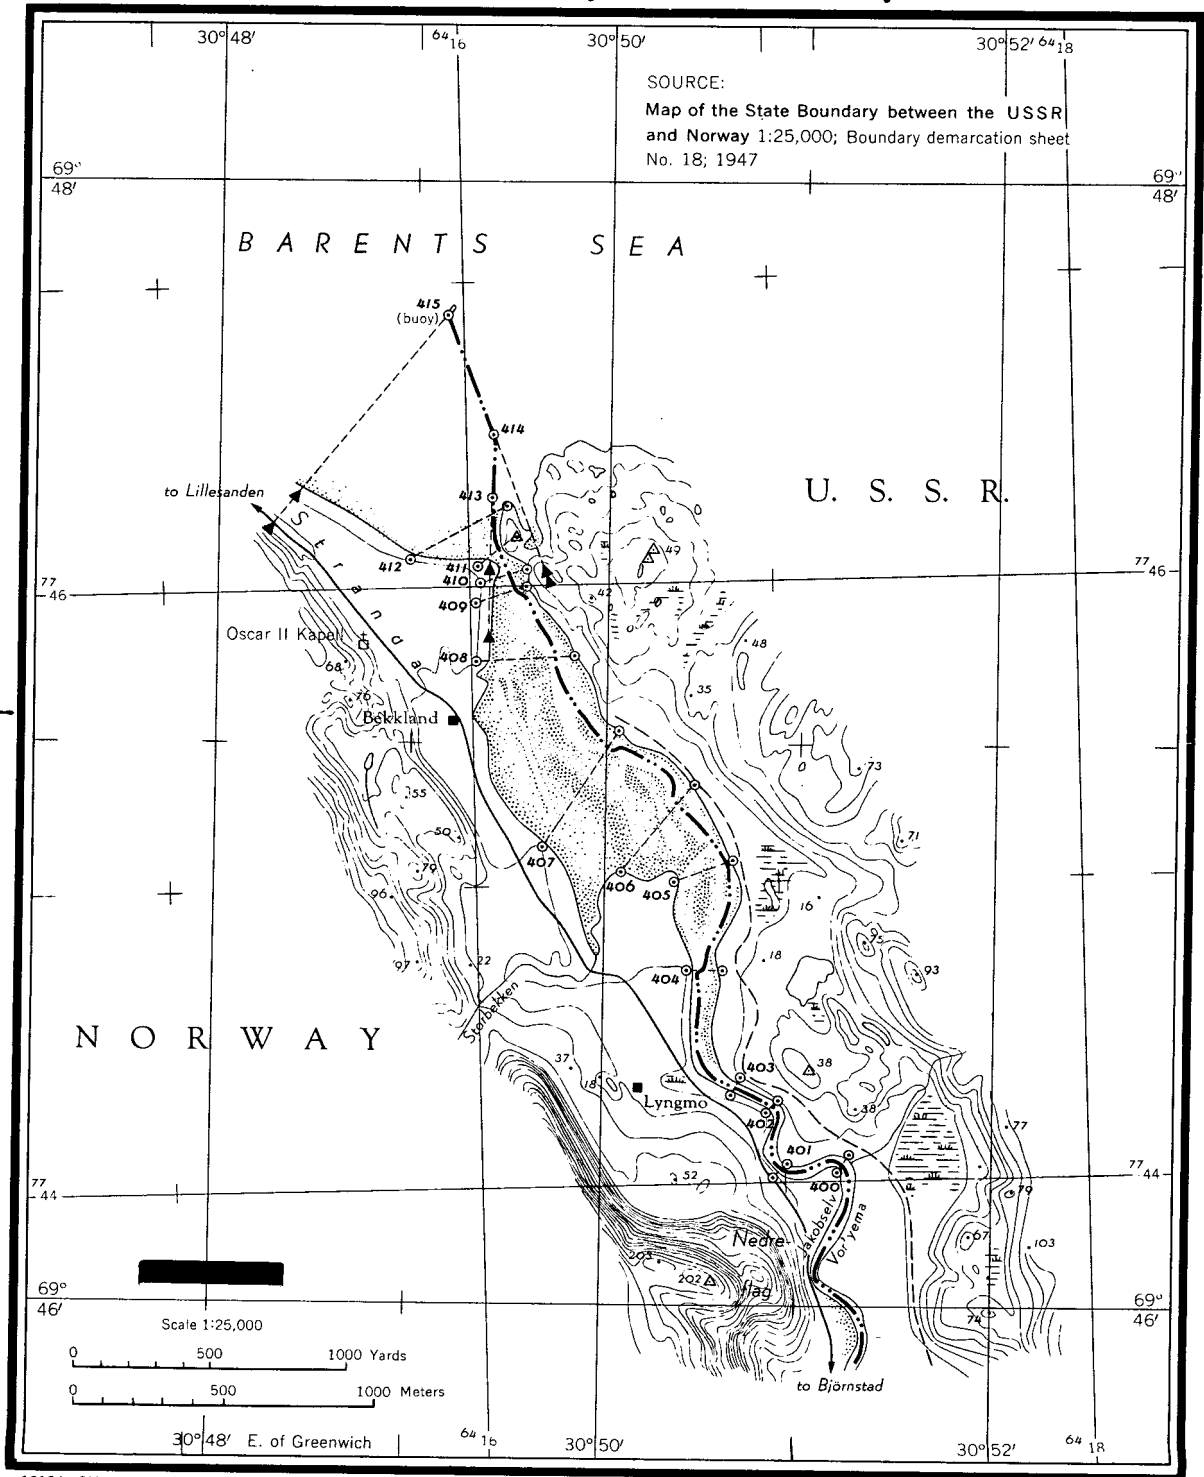 30°48′ 64 16 30°50′ 30°52′ 64 18
SOURCE:
Map of the State Boundary between the USSR
and Norway 1:25,000; Boundary demarcation sheet
No. 18; 1947
69° 69°
48′ 48′
BARENTS SEA
415
(buoy)
414
to Lillesanden
U. S. S. R.
413
Stranda
49
412
411
77 46
410
77
46
409
42
Oscar II Kapell
48
408
68
35
76
Bekkland
73
55
50
71
407
79
406
405
96
16
75
97
22
18
93
404
Storbekken
NORWAY
37
403
38
18
Lyngmo
38
402
77
401
52
400
77
44
77
44
79
Jakobselv
Vor'yema
Nedre-
flåg
67
103
203
202
74
69°
46′
69°
46′
Scale 1:25,000
0 500 1000 Yards
0 500 1000 Meters
to Björnstad
30°48′ E. of Greenwich 64 16 30°50′ 30°52′ 64 18